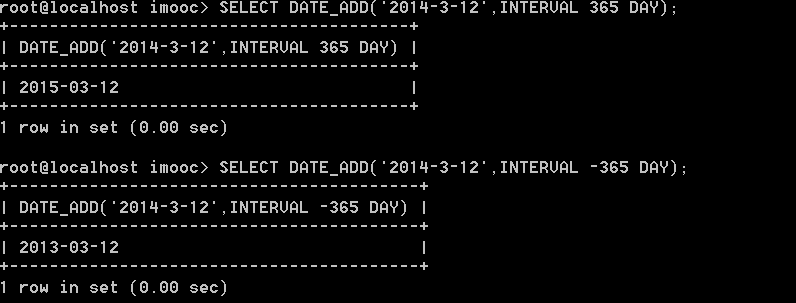 root@localhost imooc> SELECT DATE_ADD('2014-3-12',INTERVAL 365 DAY);
+-----------------------------------------+
| DATE_ADD('2014-3-12',INTERVAL 365 DAY) |
+-----------------------------------------+
| 2015-03-12                              |
+-----------------------------------------+
1 row in set (0.00 sec)
root@localhost imooc> SELECT DATE_ADD('2014-3-12',INTERVAL -365 DAY);
+------------------------------------------+
| DATE_ADD('2014-3-12',INTERVAL -365 DAY) |
+------------------------------------------+
| 2013-03-12                               |
+------------------------------------------+
1 row in set (0.00 sec)